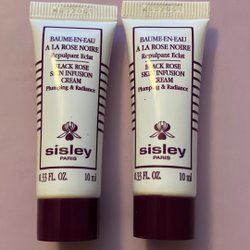 BAUME-EN-EAU
A LA ROSE NOIRE
Repulpant Eclat
BLACK ROSE
SKIN INFUSION
CREAM
Plumping & Radiance
sisley
PARIS
0.33 FL. OZ. 10 ml
BAUME-EN-EAU
A LA ROSE NOIRE
Repulpant Eclat
BLACK ROSE
SKIN INFUSION
CREAM
Plumping & Radiance
sisley
PARIS
0.33 FL. OZ. 10 ml